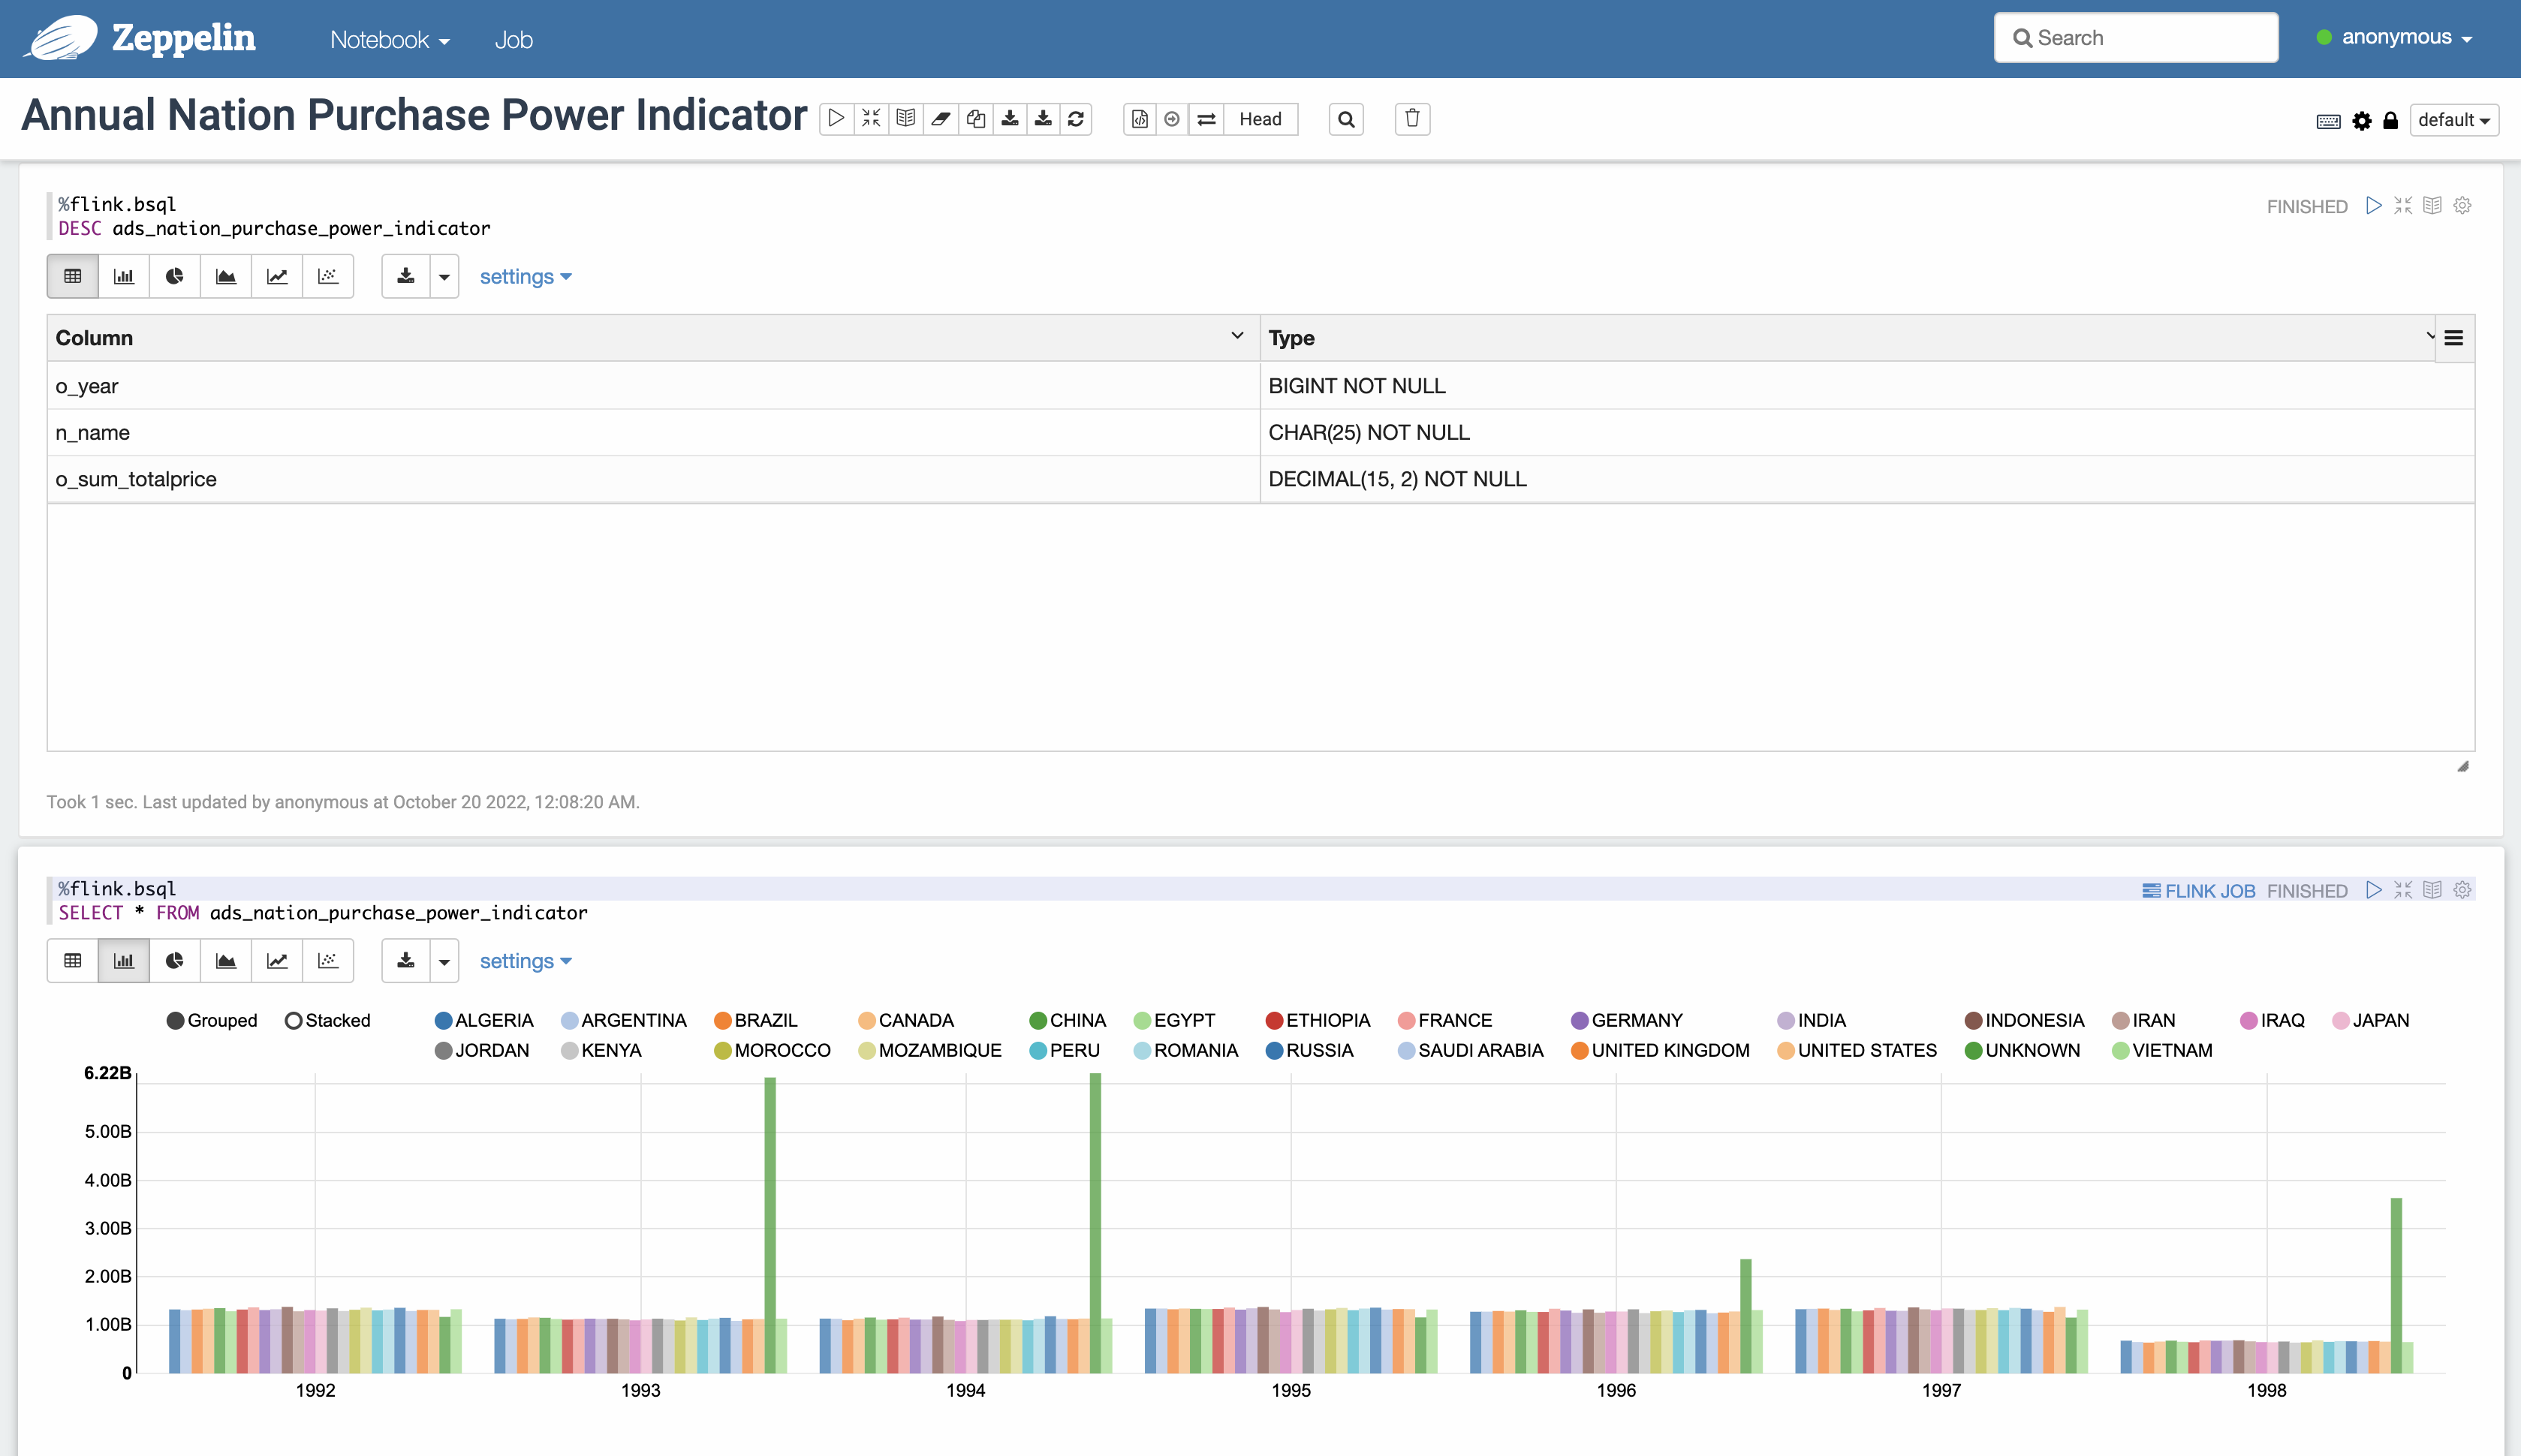 Zeppelin Notebook Job Search anonymous
Annual Nation Purchase Power Indicator Head default
%flink.bsql FINISHED
DESC ads_nation_purchase_power_indicator
settings
Column Type
o_year BIGINT NOT NULL
n_name CHAR(25) NOT NULL
o_sum_totalprice DECIMAL(15, 2) NOT NULL
Took 1 sec. Last updated by anonymous at October 20 2022, 12:08:20 AM.
%flink.bsql FLINK JOB FINISHED
SELECT * FROM ads_nation_purchase_power_indicator
settings
Grouped Stacked ALGERIA ARGENTINA BRAZIL CANADA CHINA EGYPT ETHIOPIA FRANCE GERMANY INDIA INDONESIA IRAN IRAQ JAPAN
JORDAN KENYA MOROCCO MOZAMBIQUE PERU ROMANIA RUSSIA SAUDI ARABIA UNITED KINGDOM UNITED STATES UNKNOWN VIETNAM
6.22B
5.00B
4.00B
3.00B
2.00B
1.00B
0
1992 1993 1994 1995 1996 1997 1998